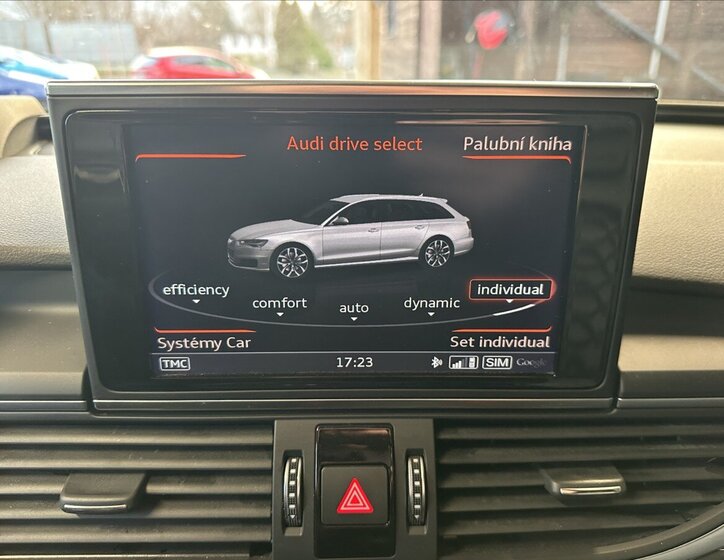 Audi drive select
Palubní kniha
efficiency
comfort
auto
dynamic
individual
Systémy Car
Set individual
TMC
17:23
SIM
Google